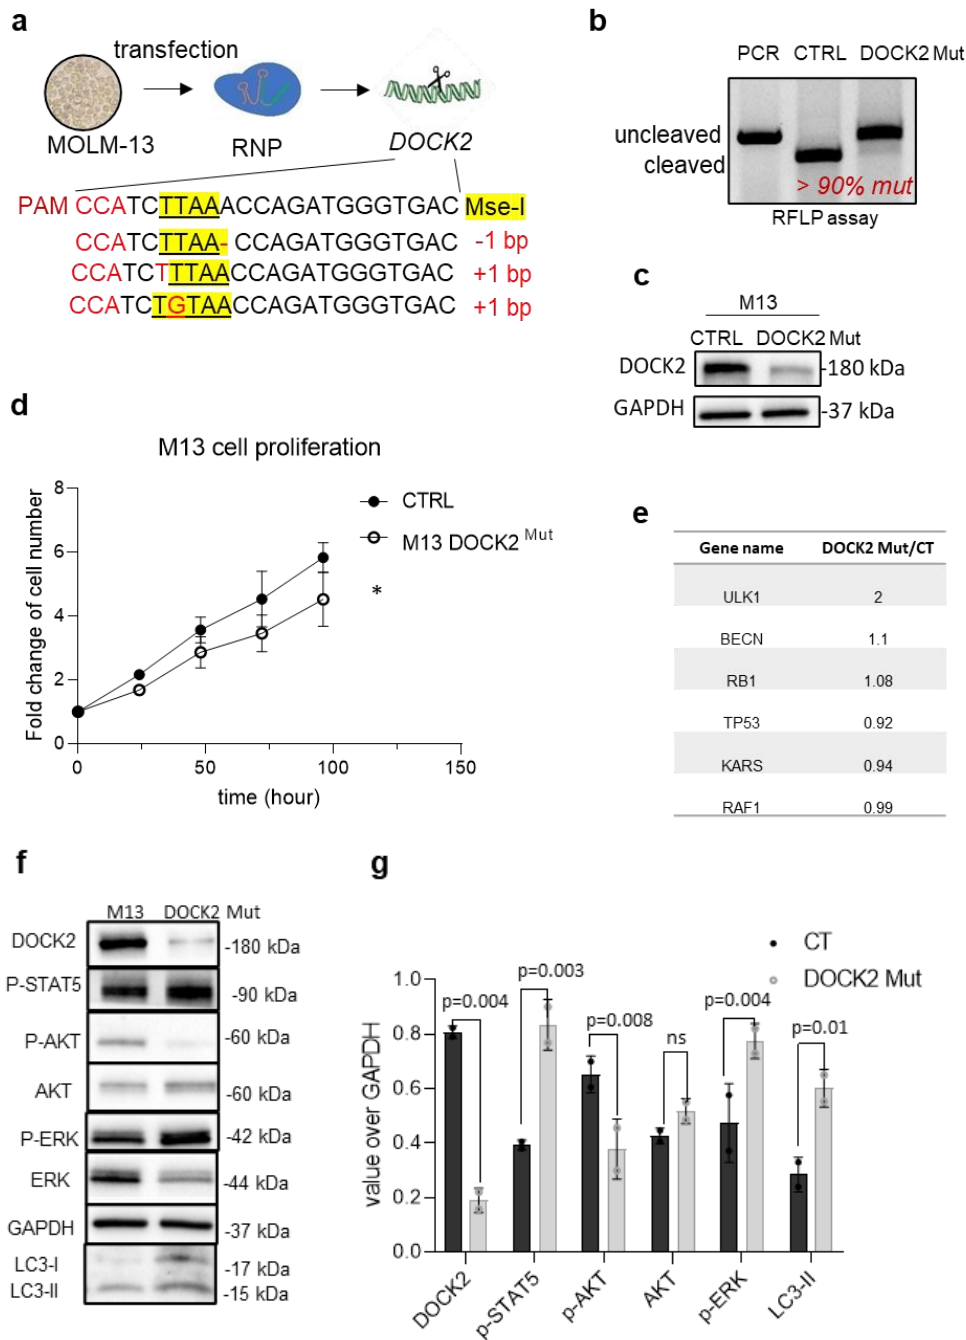 a
transfection
MOLM-13
RNP
DOCK2
PAM CCATCTTAAACCAGATGGGTGAC Mse-I
CCATCTTAA- CCAGATGGGTGAC -1 bp
CCATCTTTAACCAGATGGGTGAC +1 bp
CCATCTGTAACCAGATGGGTGAC +1 bp
b
PCR CTRL DOCK2 Mut
uncleaved
cleaved
> 90% mut
RFLP assay
c
M13
CTRL DOCK2 Mut
DOCK2 -180 kDa
GAPDH -37 kDa
d
M13 cell proliferation
Fold change of cell number
8
6
4
2
0
0 50 100 150
time (hour)
CTRL
M13 DOCK2 Mut
*
e
Gene name DOCK2 Mut/CT
ULK1 2
BECN 1.1
RB1 1.08
TP53 0.92
KARS 0.94
RAF1 0.99
f
M13 DOCK2 Mut
DOCK2 -180 kDa
P-STAT5 -90 kDa
P-AKT -60 kDa
AKT -60 kDa
P-ERK -42 kDa
ERK -44 kDa
GAPDH -37 kDa
LC3-I -17 kDa
LC3-II -15 kDa
g
CT
DOCK2 Mut
value over GAPDH
1.0
0.8
0.6
0.4
0.2
0.0
p=0.004
p=0.003
p=0.008
ns
p=0.004
p=0.01
DOCK2
p-STAT5
p-AKT
AKT
p-ERK
LC3-II